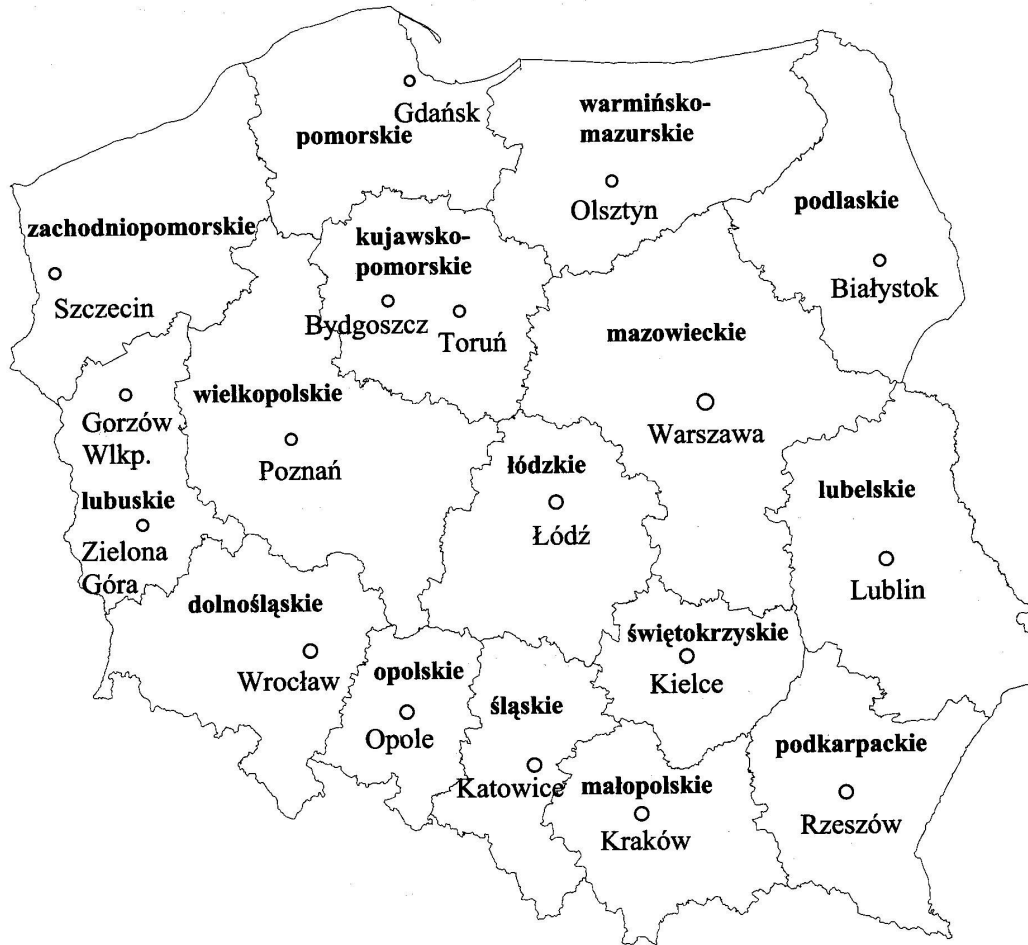 Gdańsk
pomorskie
warmińsko-
mazurskie
Olsztyn
podlaskie
Białystok
zachodniopomorskie
Szczecin
kujawsko-
pomorskie
Bydgoszcz
Toruń
mazowieckie
Warszawa
Gorzów
Wlkp.
lubuskie
Zielona
Góra
wielkopolskie
Poznań
łódzkie
Łódź
lubelskie
Lublin
dolnośląskie
Wrocław
opolskie
Opole
śląskie
Katowice
świętokrzyskie
Kielce
małopolskie
Kraków
podkarpackie
Rzeszów